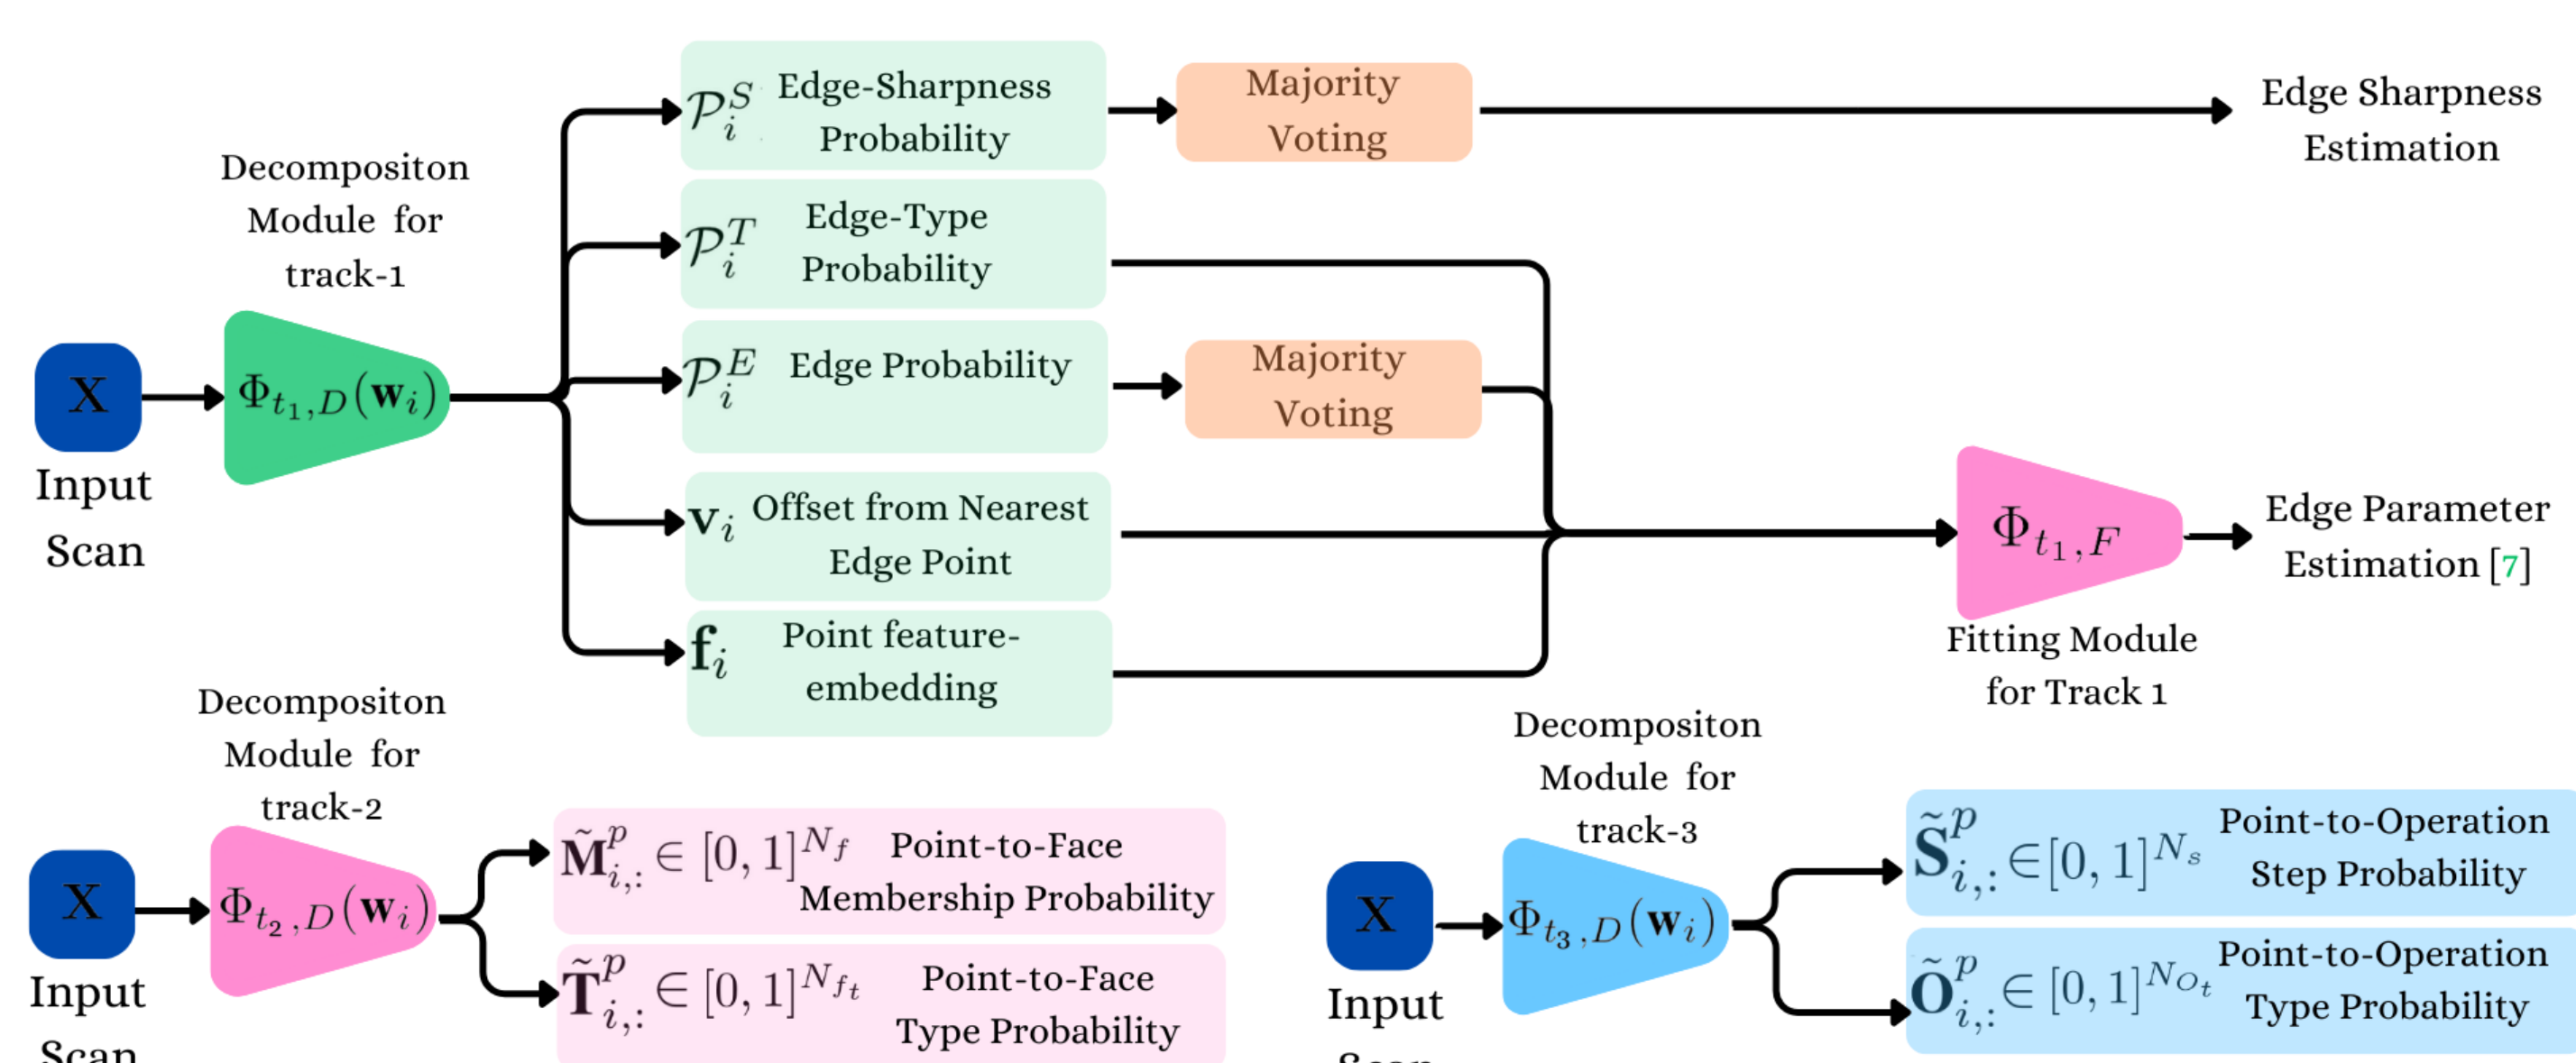 Decompositon
Module for
track-1
X
Input
Scan
Φ_{t_1,D}(w_i)
P_i^S Edge-Sharpness
Probability
P_i^T Edge-Type
Probability
P_i^E Edge Probability
v_i Offset from Nearest
Edge Point
f_i Point feature-
embedding
Majority
Voting
Majority
Voting
Edge Sharpness
Estimation
Φ_{t_1,F}
Fitting Module
for Track 1
Edge Parameter
Estimation [7]
Decompositon
Module for
track-2
X
Input
Scan
Φ_{t_2,D}(w_i)
M̃_{i,:}^p ∈ [0, 1]^{N_f} Point-to-Face
Membership Probability
T̃_{i,:}^p ∈ [0, 1]^{N_{f_t}} Point-to-Face
Type Probability
Decompositon
Module for
track-3
X
Input
Scan
Φ_{t_3,D}(w_i)
S̃_{i,:}^p ∈ [0, 1]^{N_s} Point-to-Operation
Step Probability
Õ_{i,:}^p ∈ [0, 1]^{N_{O_t}} Point-to-Operation
Type Probability